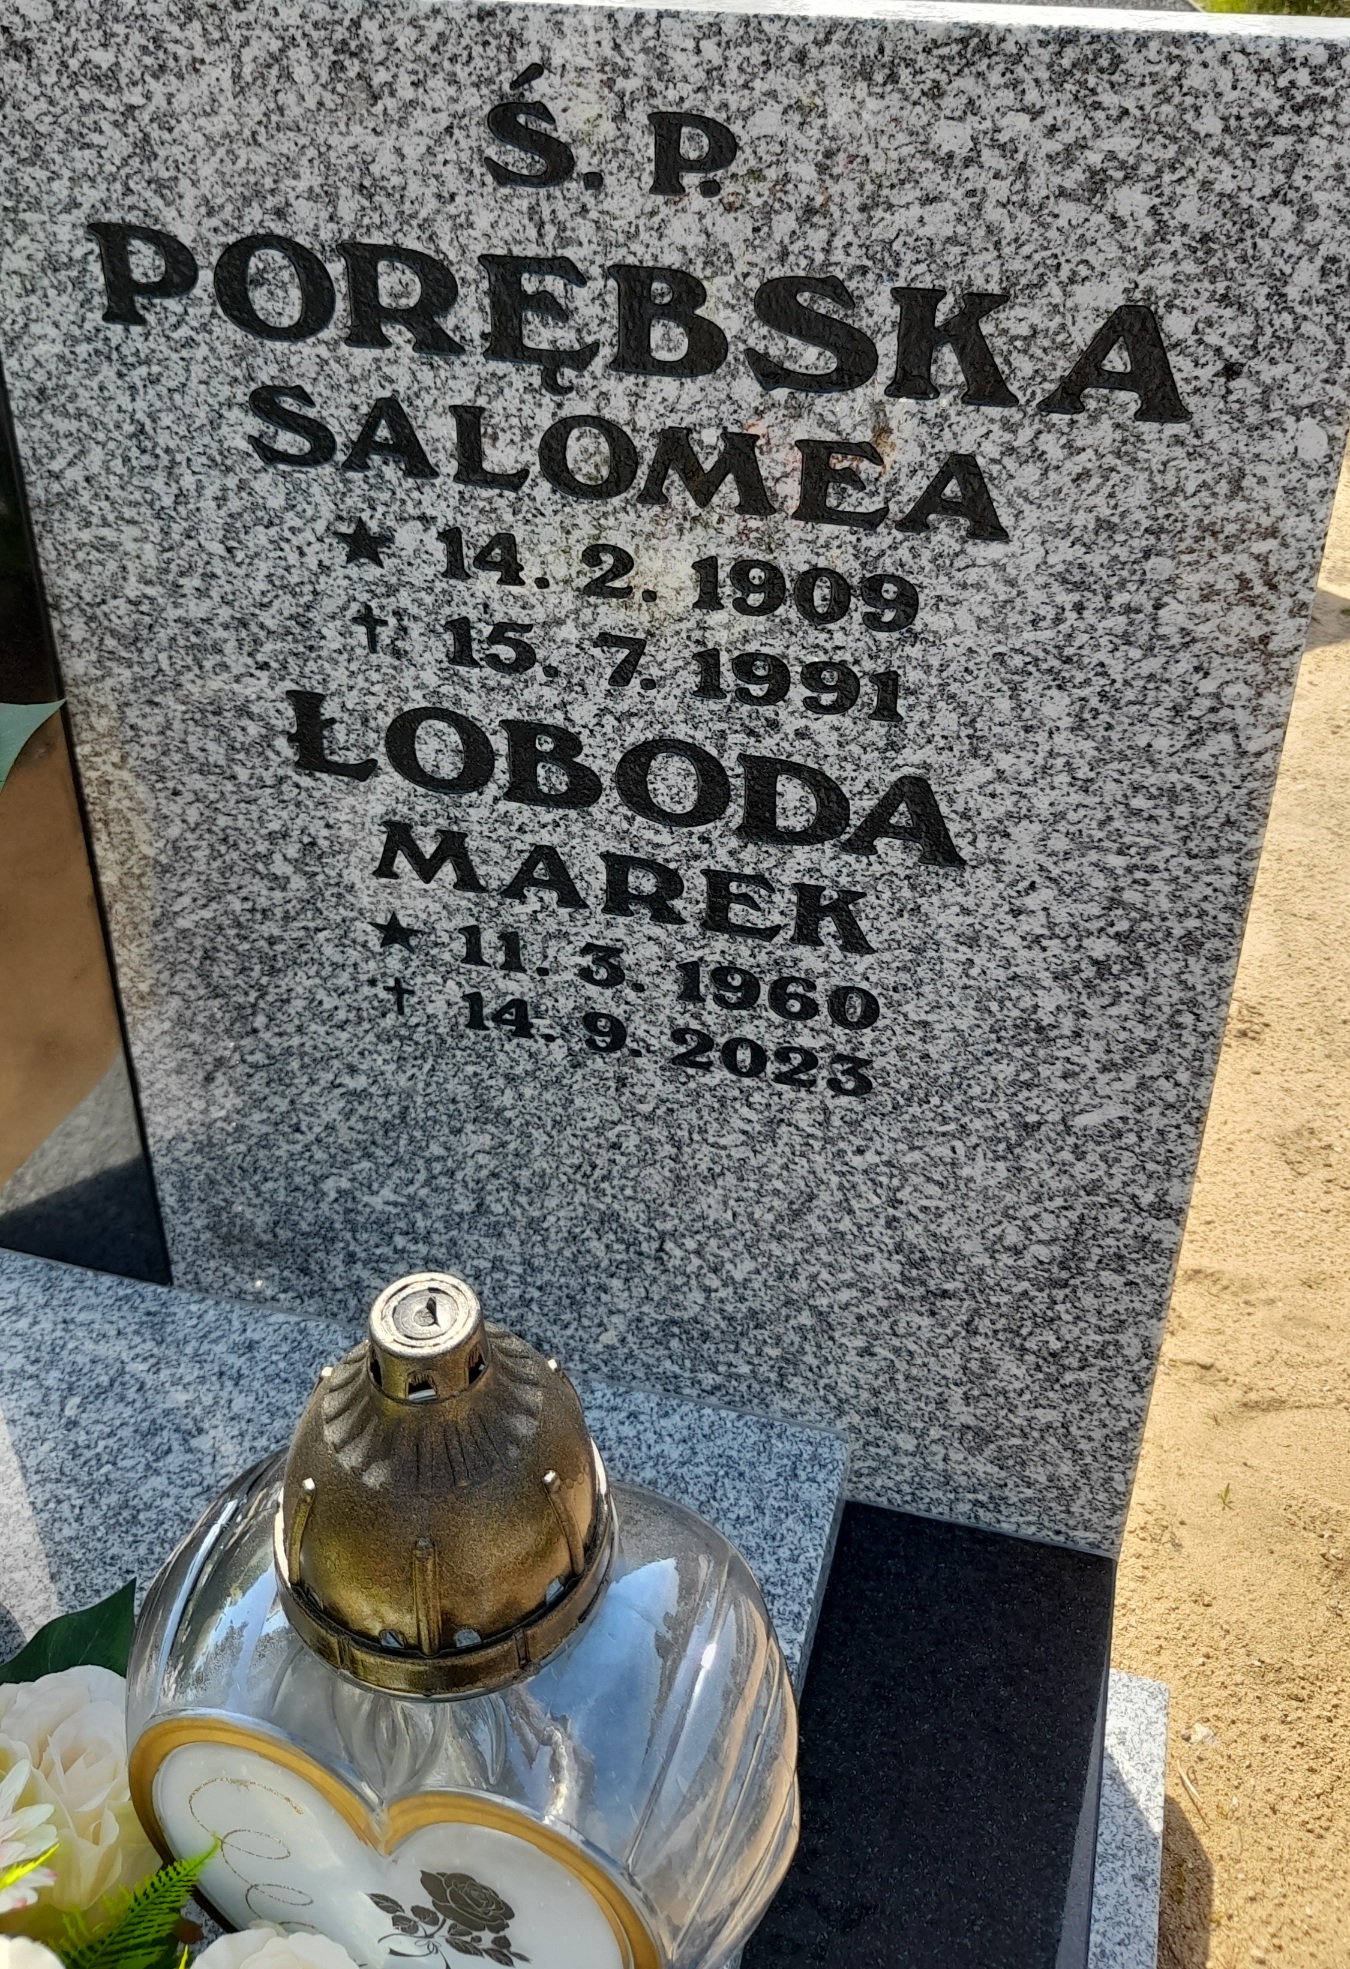 Ś. P.
PORĘBSKA
SALOMEA
★ 14. 2. 1909
† 15. 7. 1991
ŁOBODA
MAREK
★ 11. 3. 1960
† 14. 9. 2023